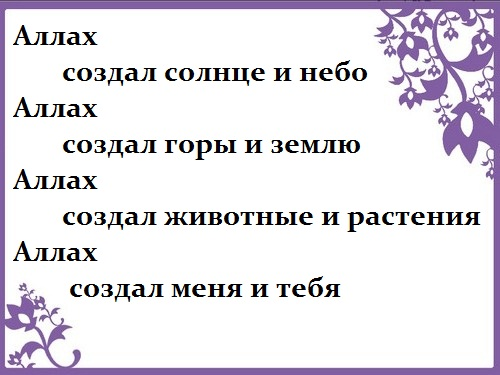 Аллах
создал солнце и небо
Аллах
создал горы и землю
Аллах
создал животные и растения
Аллах
создал меня и тебя